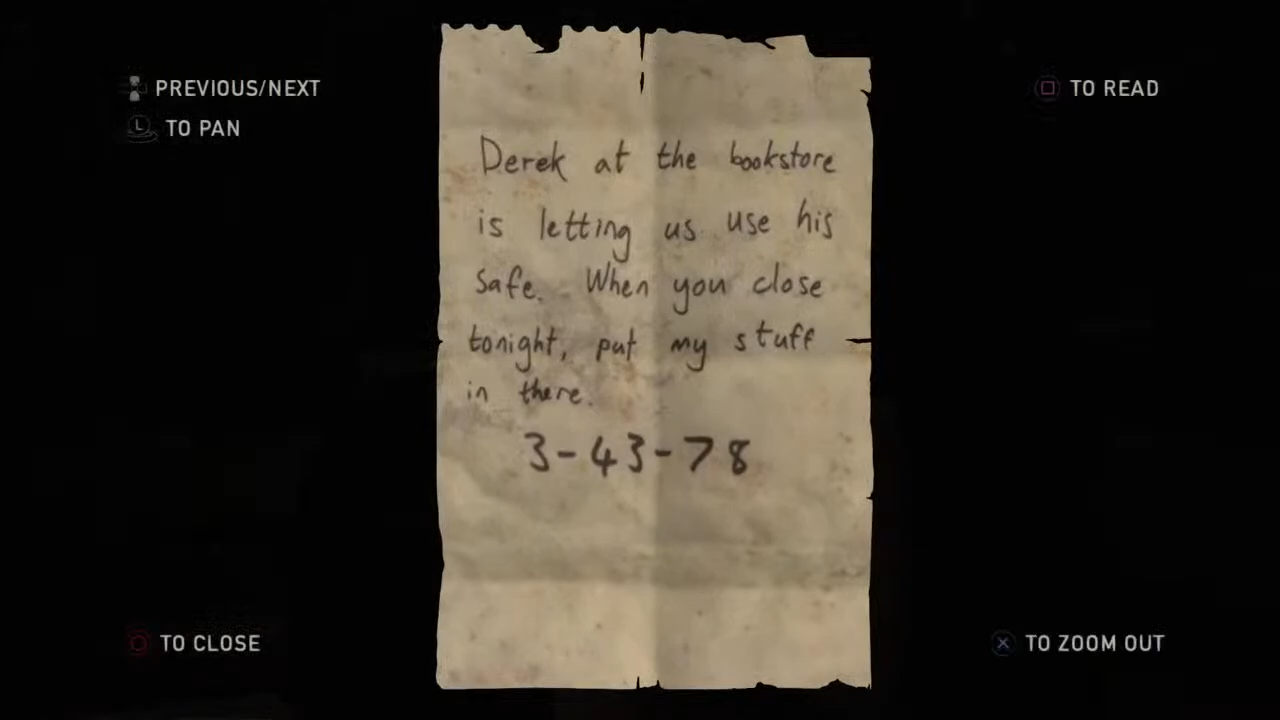 PREVIOUS/NEXT
L TO PAN
TO READ
Derek at the bookstore
is letting us use his
safe. When you close
tonight, put my stuff
in there.
3-43-78
TO CLOSE
TO ZOOM OUT